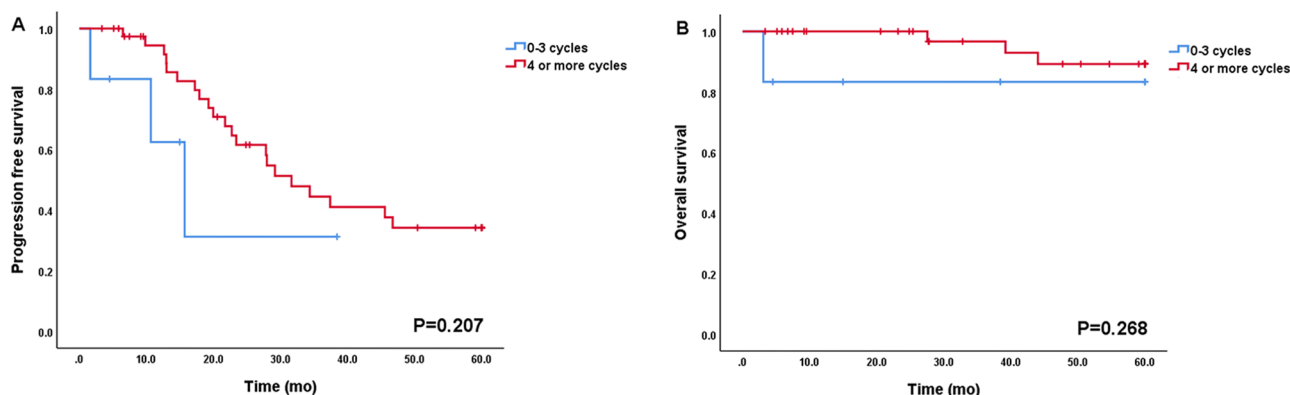 A
Progression free survival
1.0
0.8
0.6
0.4
0.2
0.0
.0 10.0 20.0 30.0 40.0 50.0 60.0
Time (mo)
0-3 cycles
4 or more cycles
P=0.207
B
Overall survival
1.0
0.8
0.6
0.4
0.2
0.0
.0 10.0 20.0 30.0 40.0 50.0 60.0
Time (mo)
0-3 cycles
4 or more cycles
P=0.268